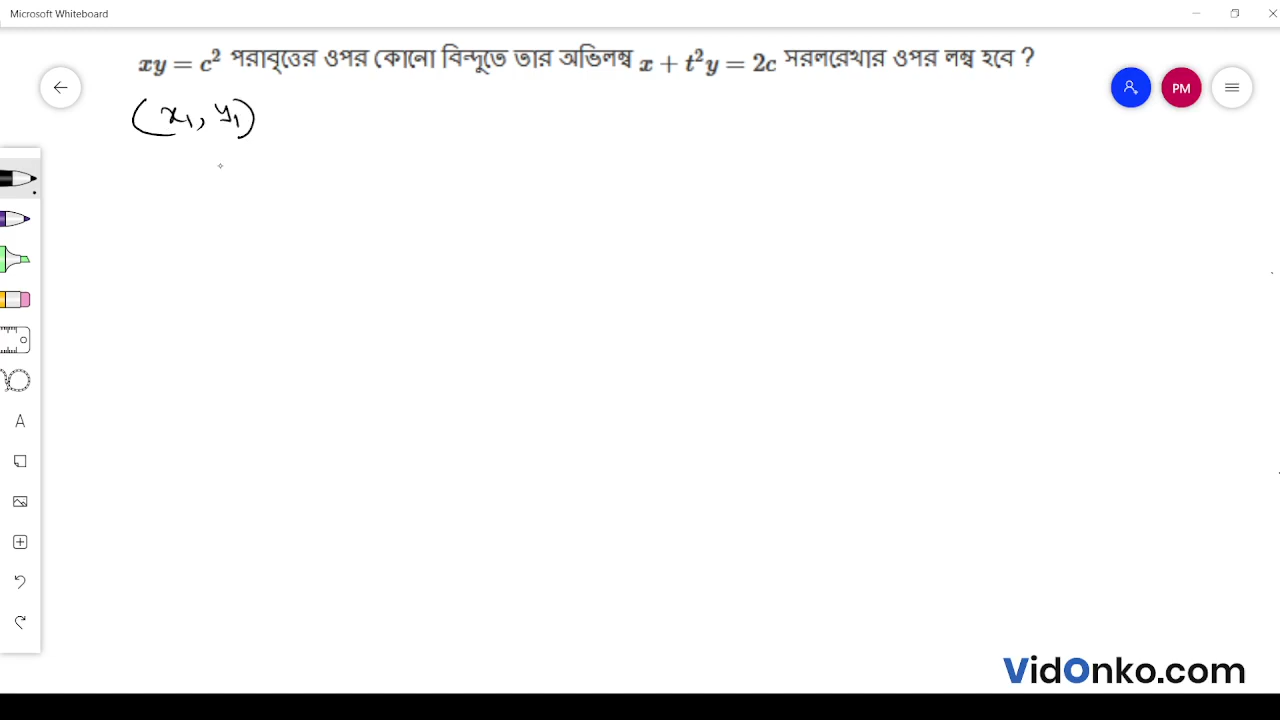 Microsoft Whiteboard
xy = c² পরাবৃত্তের ওপর কোনো বিন্দুতে তার অভিলম্ব x + t²y = 2c সরলরেখার ওপর লম্ব হবে ?
PM
(x₁, y₁)
A
VidOnko.com